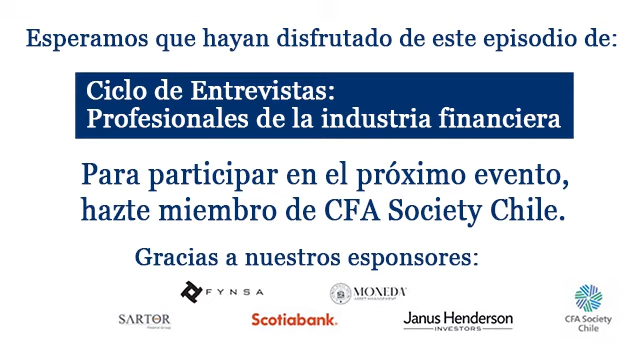 Esperamos que hayan disfrutado de este episodio de:
Ciclo de Entrevistas:
Profesionales de la industria financiera
Para participar en el próximo evento,
hazte miembro de CFA Society Chile.
Gracias a nuestros esponsores:
FYNSA
MONEDA
ASSET MANAGEMENT
SARTOR
Scotiabank.
Janus Henderson
INVESTORS
CFA Society
Chile